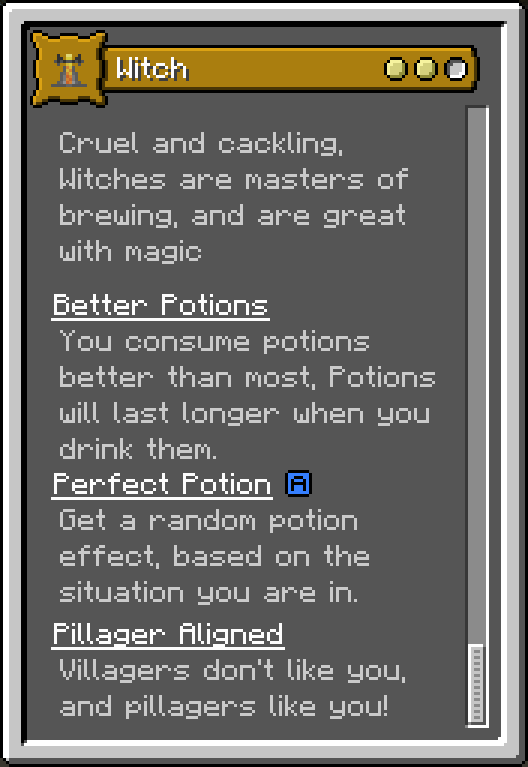 Witch
Cruel and cackling,
Witches are masters of
brewing, and are great
with magic
Better Potions
You consume potions
better than most, Potions
will last longer when you
drink them.
Perfect Potion A
Get a random potion
effect, based on the
situation you are in.
Pillager Aligned
Villagers don't like you,
and pillagers like you!